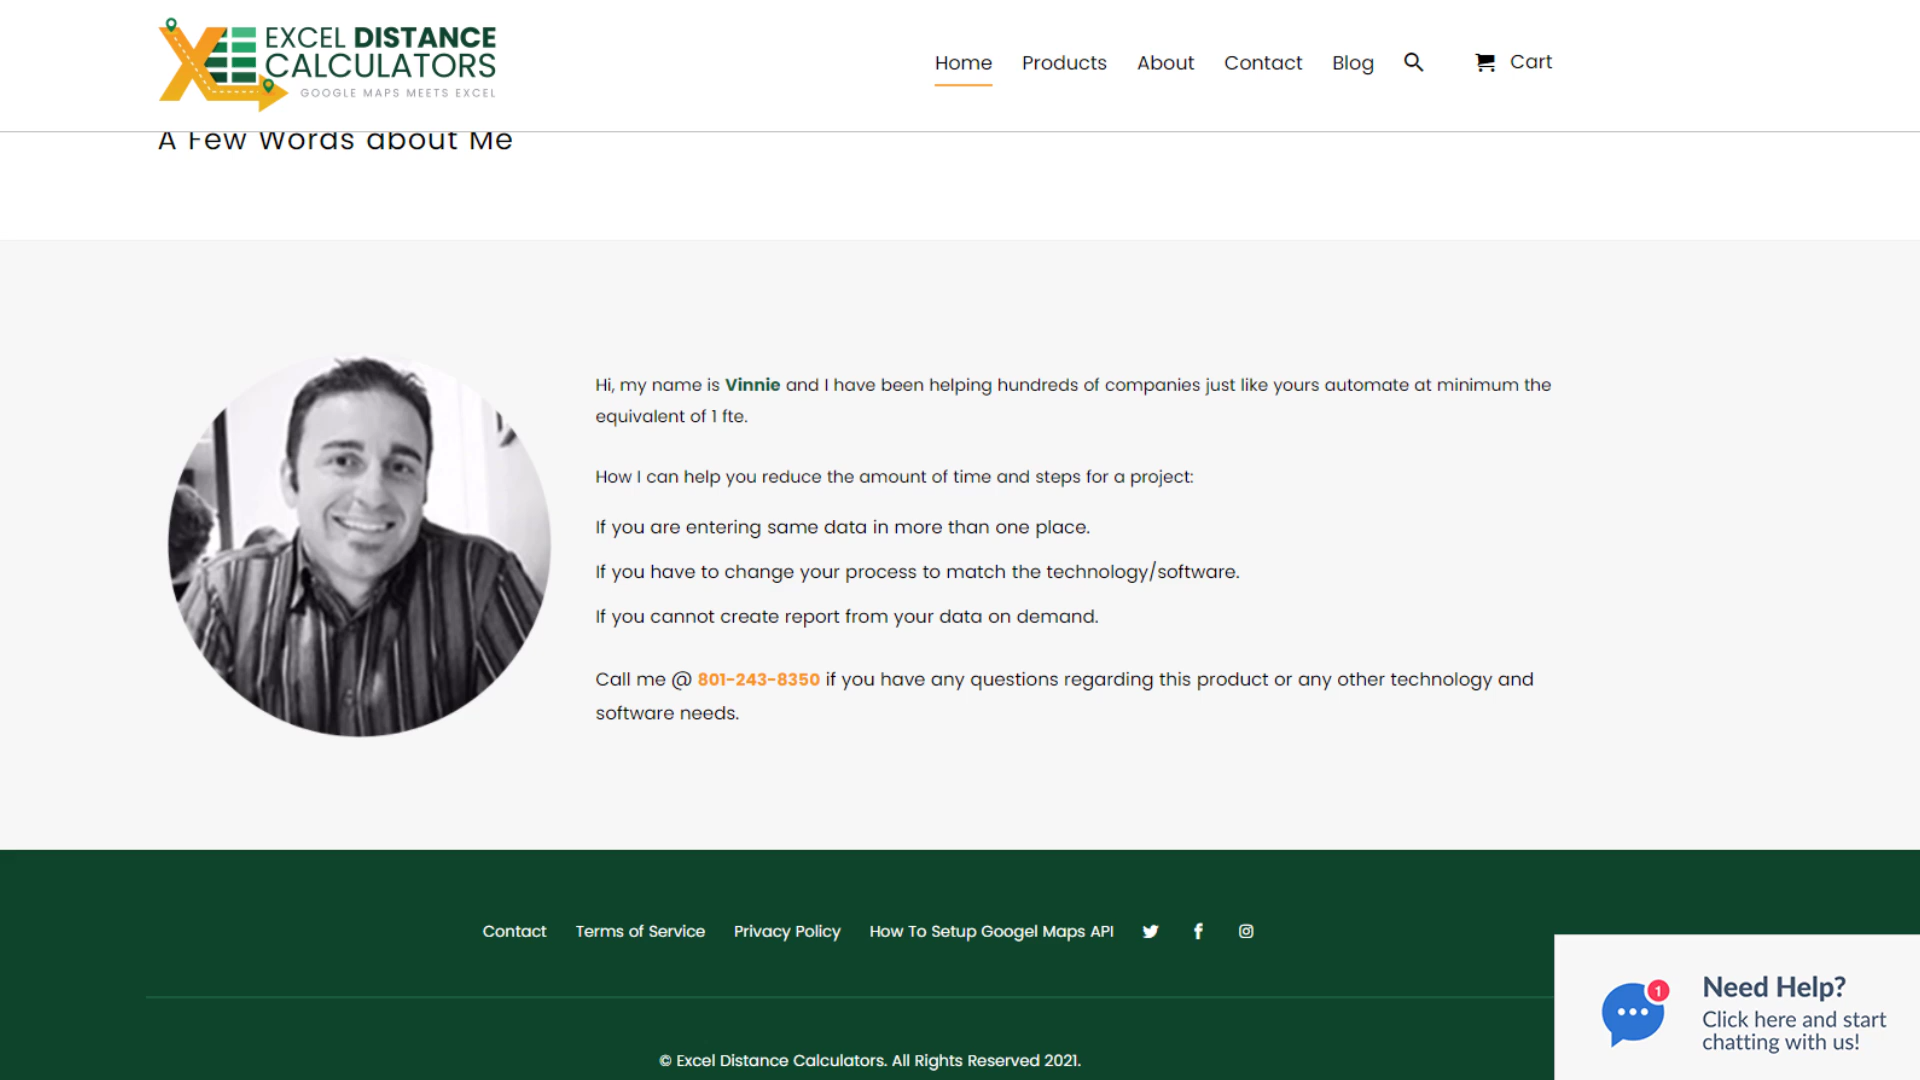 EXCEL DISTANCE
CALCULATORS
GOOGLE MAPS MEETS EXCEL
Home Products About Contact Blog Cart
A Few Words about Me
Hi, my name is Vinnie and I have been helping hundreds of companies just like yours automate at minimum the
equivalent of 1 fte.
How I can help you reduce the amount of time and steps for a project:
If you are entering same data in more than one place.
If you have to change your process to match the technology/software.
If you cannot create report from your data on demand.
Call me @ 801-243-8350 if you have any questions regarding this product or any other technology and
software needs.
Contact Terms of Service Privacy Policy How To Setup Googel Maps API
1
Need Help?
Click here and start
chatting with us!
© Excel Distance Calculators. All Rights Reserved 2021.